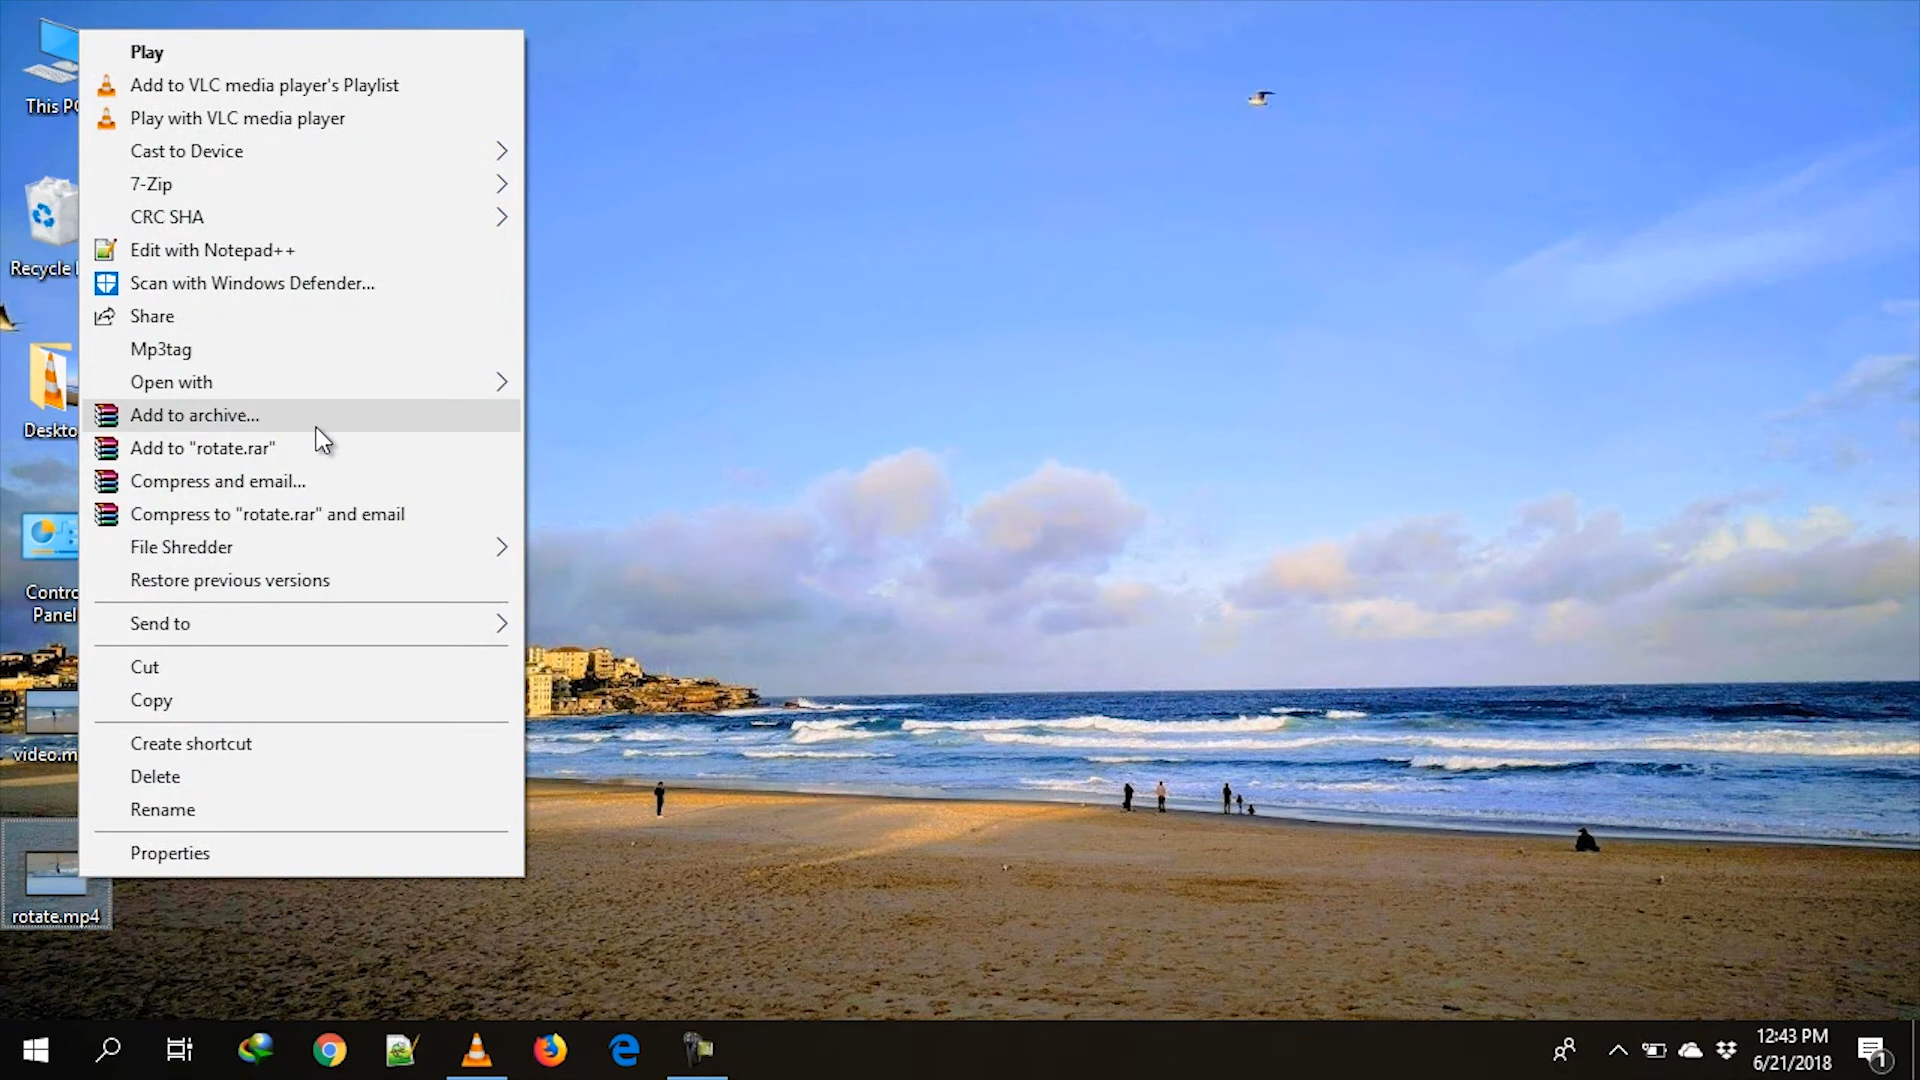 Play
Add to VLC media player's Playlist
Play with VLC media player
Cast to Device
7-Zip
CRC SHA
Edit with Notepad++
Scan with Windows Defender...
Share
Mp3tag
Open with
Add to archive...
Add to "rotate.rar"
Compress and email...
Compress to "rotate.rar" and email
File Shredder
Restore previous versions
Send to
Cut
Copy
Create shortcut
Delete
Rename
Properties
This PC
Recycle
Deskto
Contro
Panel
video.m
rotate.mp4
12:43 PM
6/21/2018
1